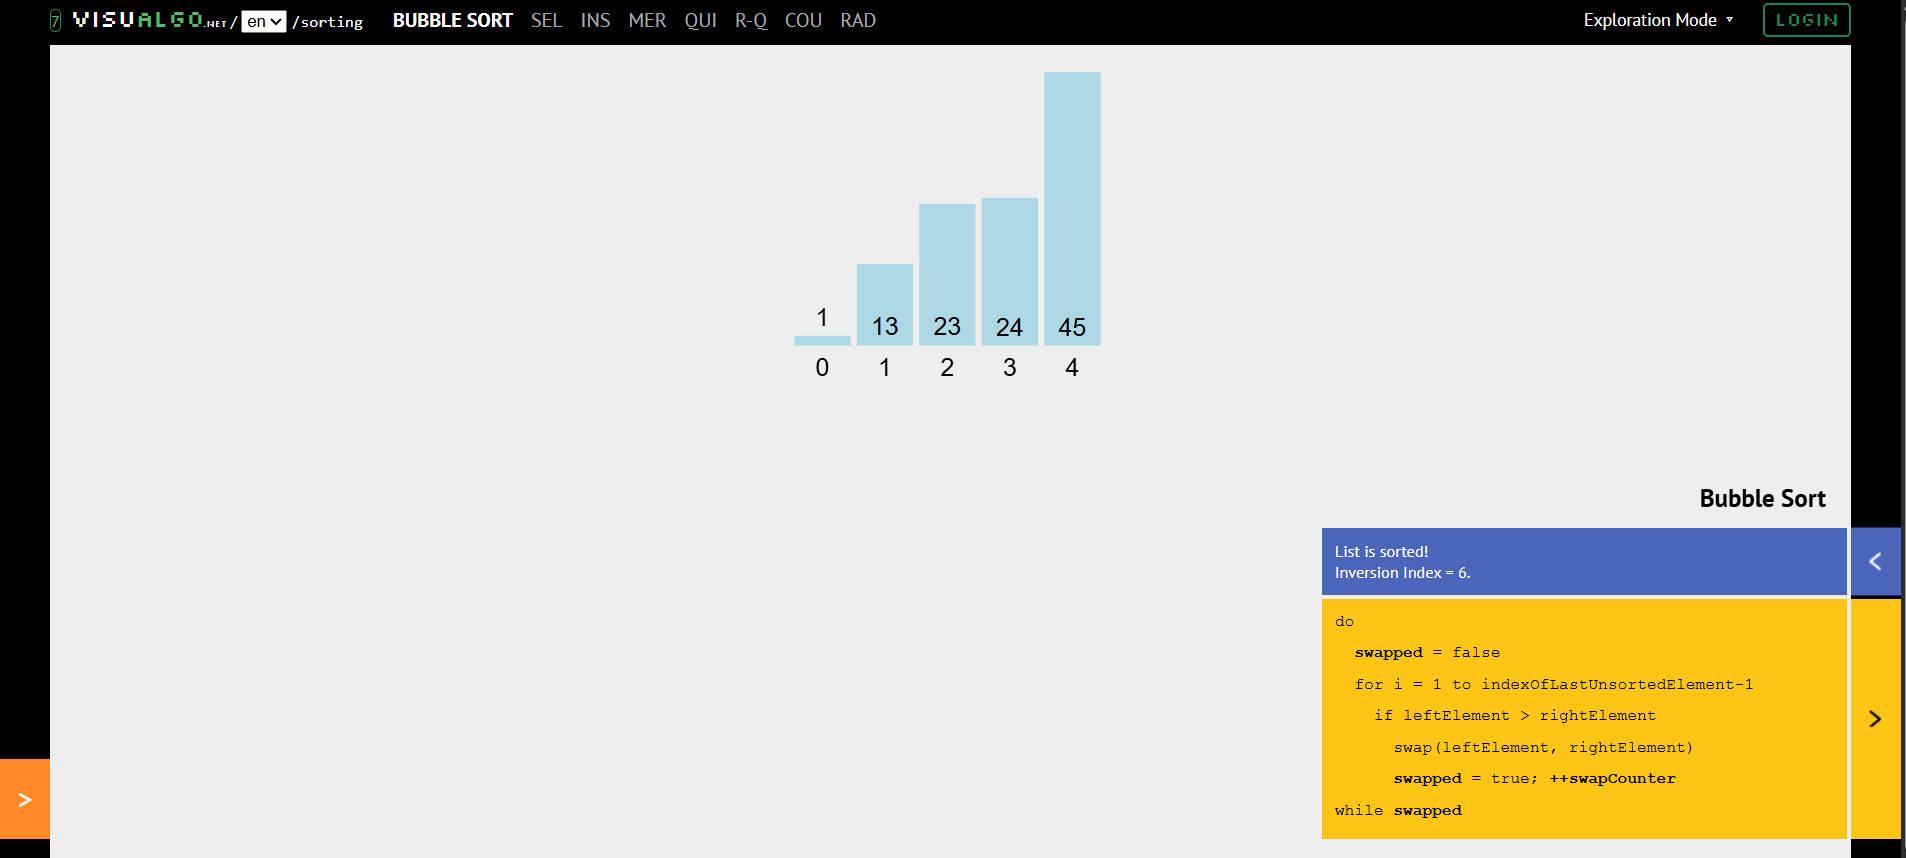 7 VISUALGO.NET / en /sorting BUBBLE SORT SEL INS MER QUI R-Q COU RAD Exploration Mode ▾ LOGIN
1
13 23 24 45
0 1 2 3 4
Bubble Sort
List is sorted!
Inversion Index = 6.
do
swapped = false
for i = 1 to indexOfLastUnsortedElement-1
if leftElement > rightElement
swap(leftElement, rightElement)
swapped = true; ++swapCounter
while swapped